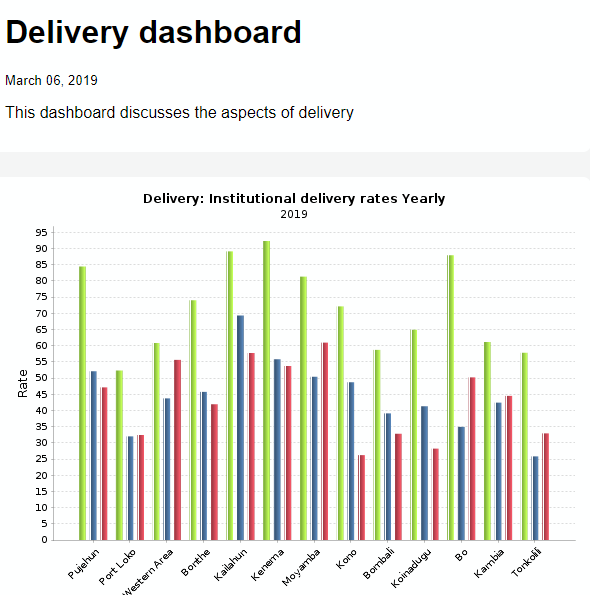 Delivery dashboard
March 06, 2019
This dashboard discusses the aspects of delivery
Delivery: Institutional delivery rates Yearly
2019
95
90
85
80
75
70
65
60
55
50
45
40
35
30
25
20
15
10
5
0
Rate
Pujehun
Port Loko
Western Area
Bonthe
Kailahun
Kenema
Moyamba
Kono
Bombali
Koinadugu
Bo
Kambia
Tonkolili